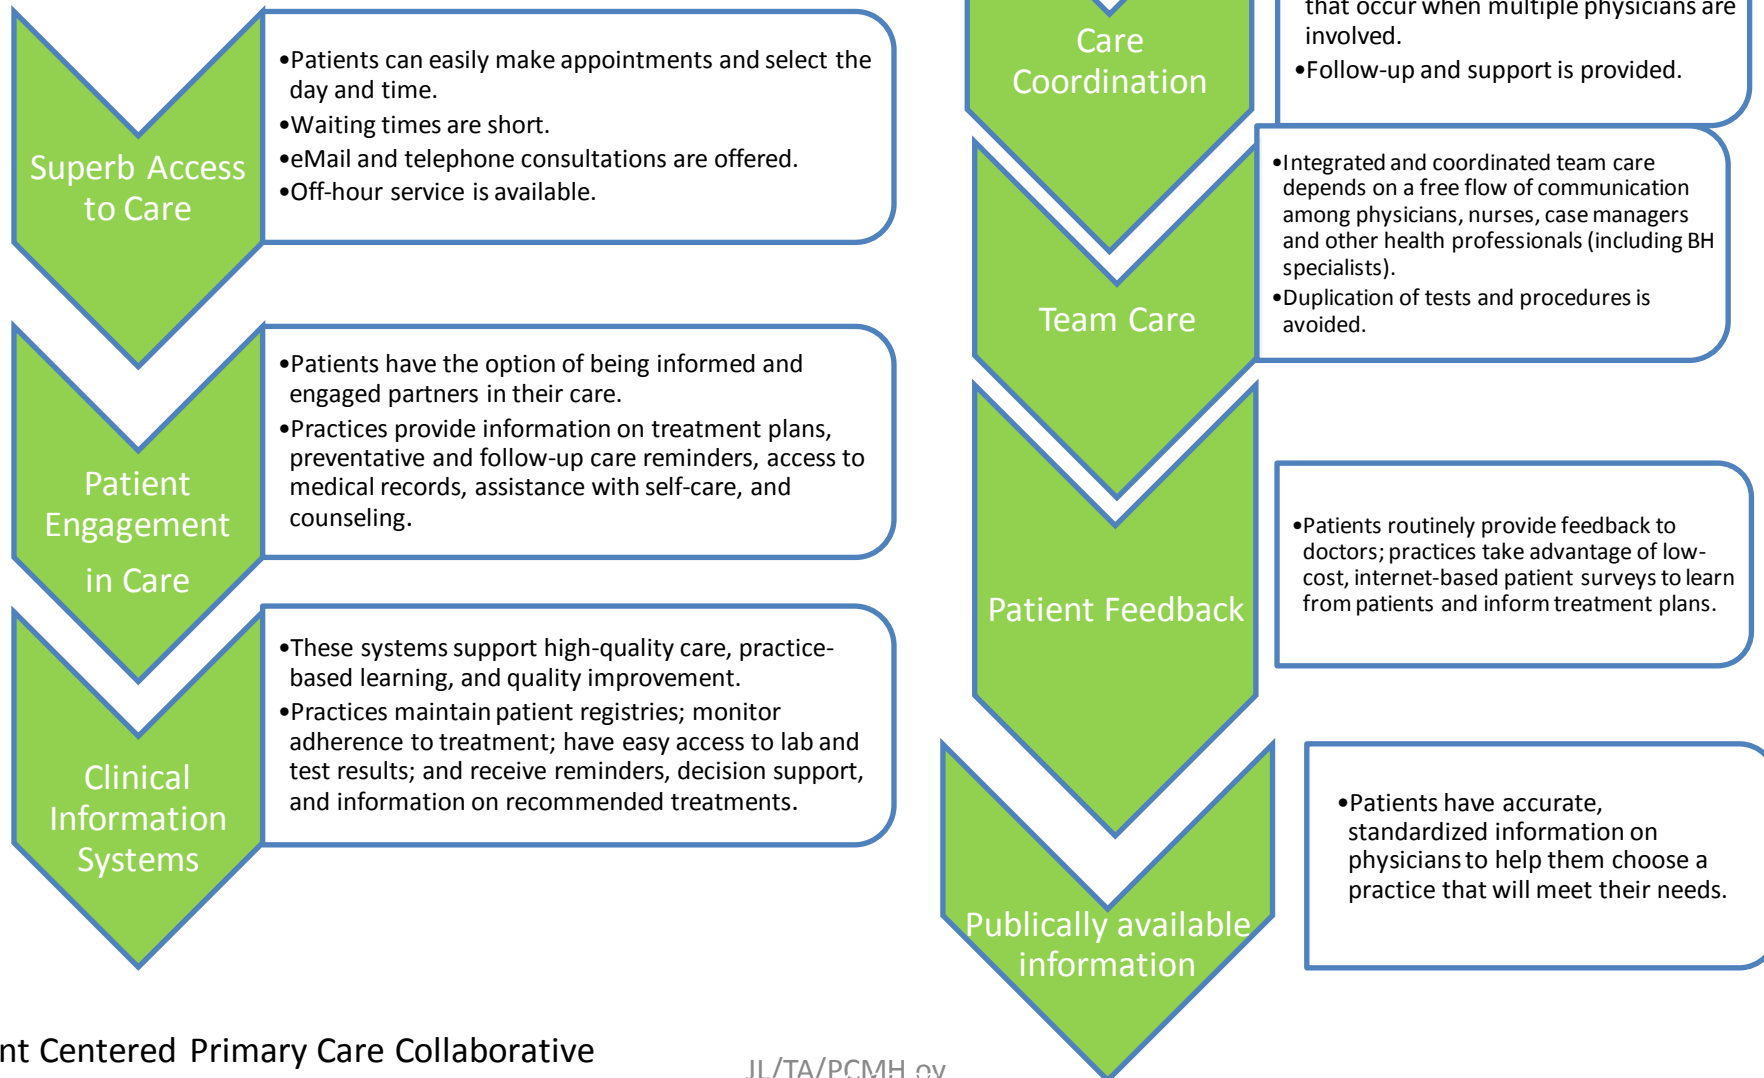 Superb Access
to Care
•Patients can easily make appointments and select the
day and time.
•Waiting times are short.
•eMail and telephone consultations are offered.
•Off-hour service is available.
Patient
Engagement
in Care
•Patients have the option of being informed and
engaged partners in their care.
•Practices provide information on treatment plans,
preventative and follow-up care reminders, access to
medical records, assistance with self-care, and
counseling.
Clinical
Information
Systems
•These systems support high-quality care, practice-
based learning, and quality improvement.
•Practices maintain patient registries; monitor
adherence to treatment; have easy access to lab and
test results; and receive reminders, decision support,
and information on recommended treatments.
Care
Coordination
that occur when multiple physicians are
involved.
•Follow-up and support is provided.
Team Care
•Integrated and coordinated team care
depends on a free flow of communication
among physicians, nurses, case managers
and other health professionals (including BH
specialists).
•Duplication of tests and procedures is
avoided.
Patient Feedback
•Patients routinely provide feedback to
doctors; practices take advantage of low-
cost, internet-based patient surveys to learn
from patients and inform treatment plans.
Publically available
information
•Patients have accurate,
standardized information on
physicians to help them choose a
practice that will meet their needs.
nt Centered Primary Care Collaborative
JL/TA/PCMH ov